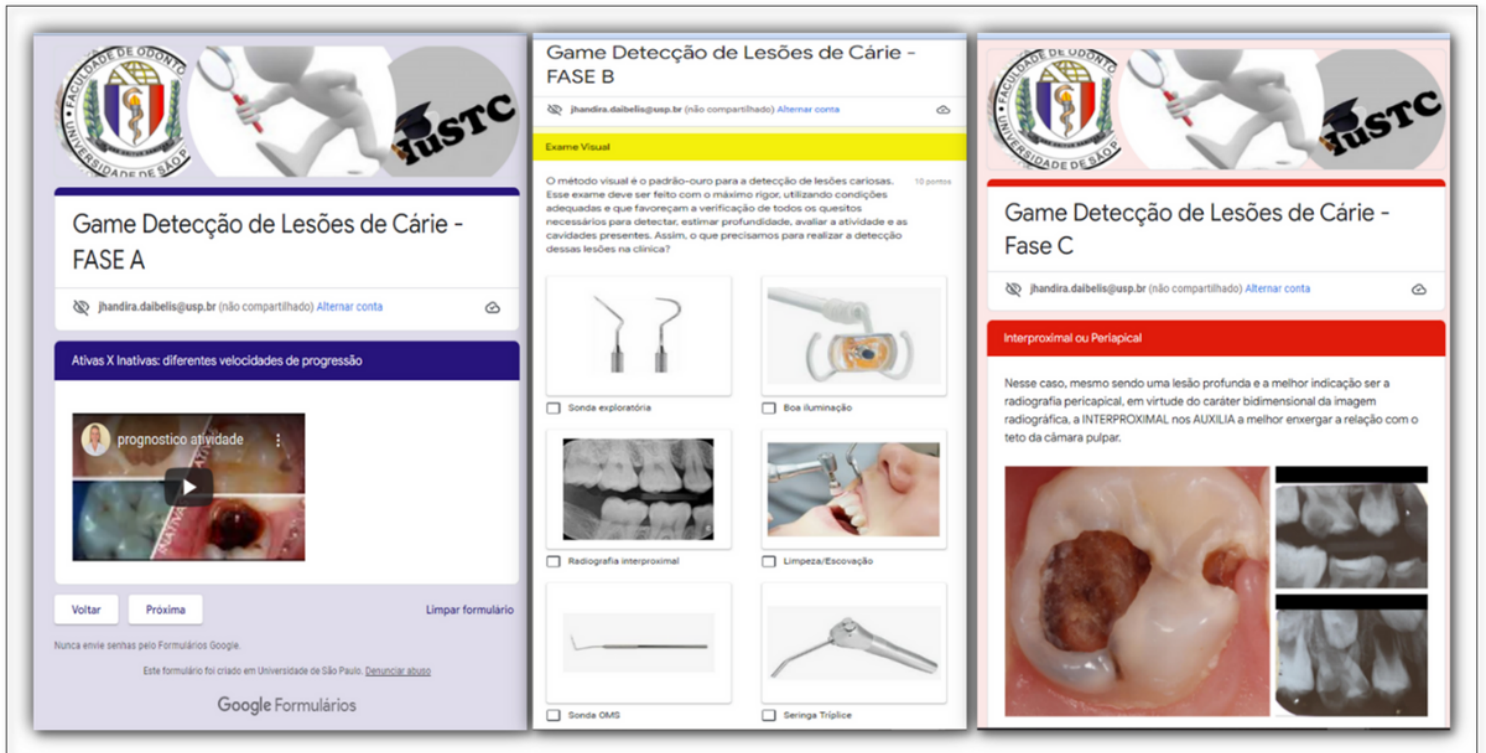 FACULDADE DE ODONTO
UNIVERSIDADE DE SÃO P
IuSTC
Game Detecção de Lesões de Cárie -
FASE A
jhandira.daibelis@usp.br (não compartilhado) Alternar conta
Ativas X Inativas: diferentes velocidades de progressão
prognostico atividade
INATIVA
Voltar
Próxima
Limpar formulário
Nunca envie senhas pelo Formulários Google.
Este formulário foi criado em Universidade de São Paulo. Denunciar abuso
Google Formulários
Game Detecção de Lesões de Cárie -
FASE B
jhandira.daibelis@usp.br (não compartilhado) Alternar conta
Exame Visual
O método visual é o padrão-ouro para a detecção de lesões cariosas. 10 pontos
Esse exame deve ser feito com o máximo rigor, utilizando condições
adequadas e que favoreçam a verificação de todos os quesitos
necessários para detectar, estimar profundidade, avaliar a atividade e as
cavidades presentes. Assim, o que precisamos para realizar a detecção
dessas lesões na clínica?
Sonda exploratória
Boa iluminação
Radiografia interproximal
Limpeza/Escovação
Sonda OMS
Seringa Tríplice
FACULDADE DE ODONTO
UNIVERSIDADE DE SÃO P
IuSTC
Game Detecção de Lesões de Cárie -
Fase C
jhandira.daibelis@usp.br (não compartilhado) Alternar conta
Interproximal ou Periapical
Nesse caso, mesmo sendo uma lesão profunda e a melhor indicação ser a
radiografia pericapical, em virtude do caráter bidimensional da imagem
radiográfica, a INTERPROXIMAL nos AUXILIA a melhor enxergar a relação com o
teto da câmara pulpar.